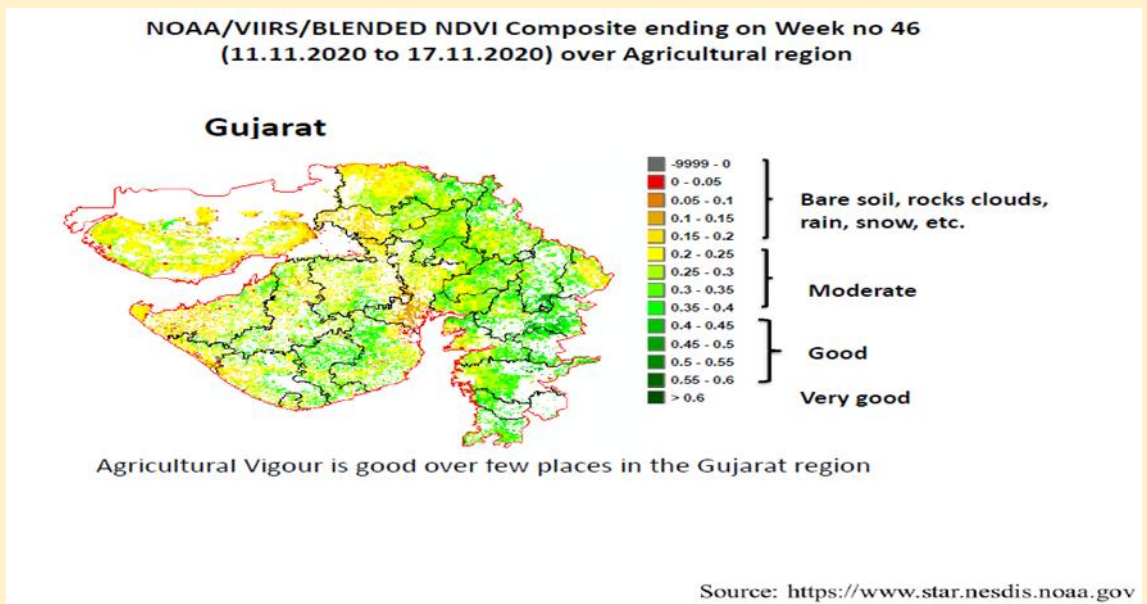 NOAA/VIIRS/BLENDED NDVI Composite ending on Week no 46
(11.11.2020 to 17.11.2020) over Agricultural region
Gujarat
-9999 - 0
0 - 0.05
0.05 - 0.1
0.1 - 0.15
0.15 - 0.2
0.2 - 0.25
0.25 - 0.3
0.3 - 0.35
0.35 - 0.4
0.4 - 0.45
0.45 - 0.5
0.5 - 0.55
0.55 - 0.6
> 0.6
Bare soil, rocks clouds,
rain, snow, etc.
Moderate
Good
Very good
Agricultural Vigour is good over few places in the Gujarat region
Source: https://www.star.nesdis.noaa.gov